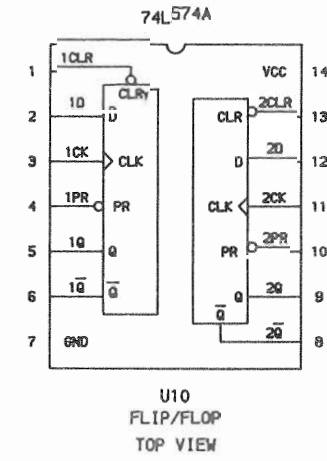 74LS74A
1CLR
CLR
1 VCC 14
1D 2CLR
2 D CLR 13
1CK 2D
3 CLK D 12
1PR 2CK
4 PR CLK 11
1Q 2PR
5 Q PR 10
1Q̅ 2Q
6 Q̅ Q 9
Q̅
7 GND 2Q̅ 8
U10
FLIP/FLOP
TOP VIEW